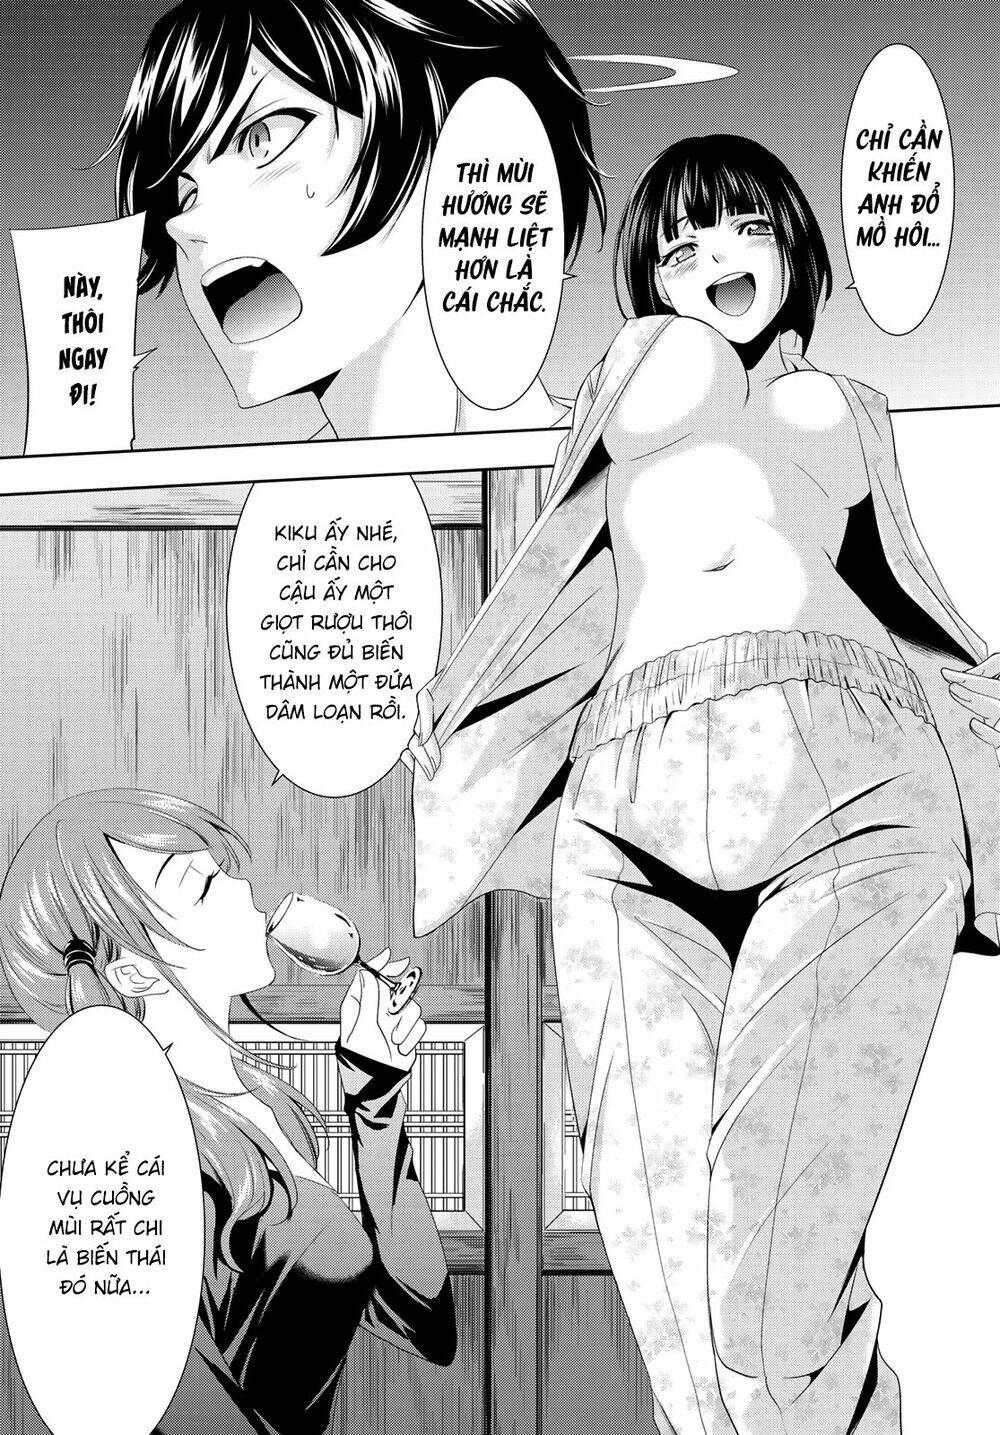 CHỈ CẦN
KHIẾN
ANH ĐỔ
MỒ HÔI...
THÌ MÙI
HƯƠNG SẼ
MẠNH LIỆT
HƠN LÀ
CÁI CHẮC.
NÀY,
THÔI
NGAY
ĐI!
KIKU ẤY NHÉ,
CHỈ CẦN CHO
CẬU ẤY MỘT
GIỌT RƯỢU THÔI
CŨNG ĐỦ BIẾN
THÀNH MỘT ĐỨA
DÂM LOẠN RỒI.
CHƯA KỂ CÁI
VỤ CUỒNG
MÙI RẤT CHI
LÀ BIẾN THÁI
ĐÓ NỮA...